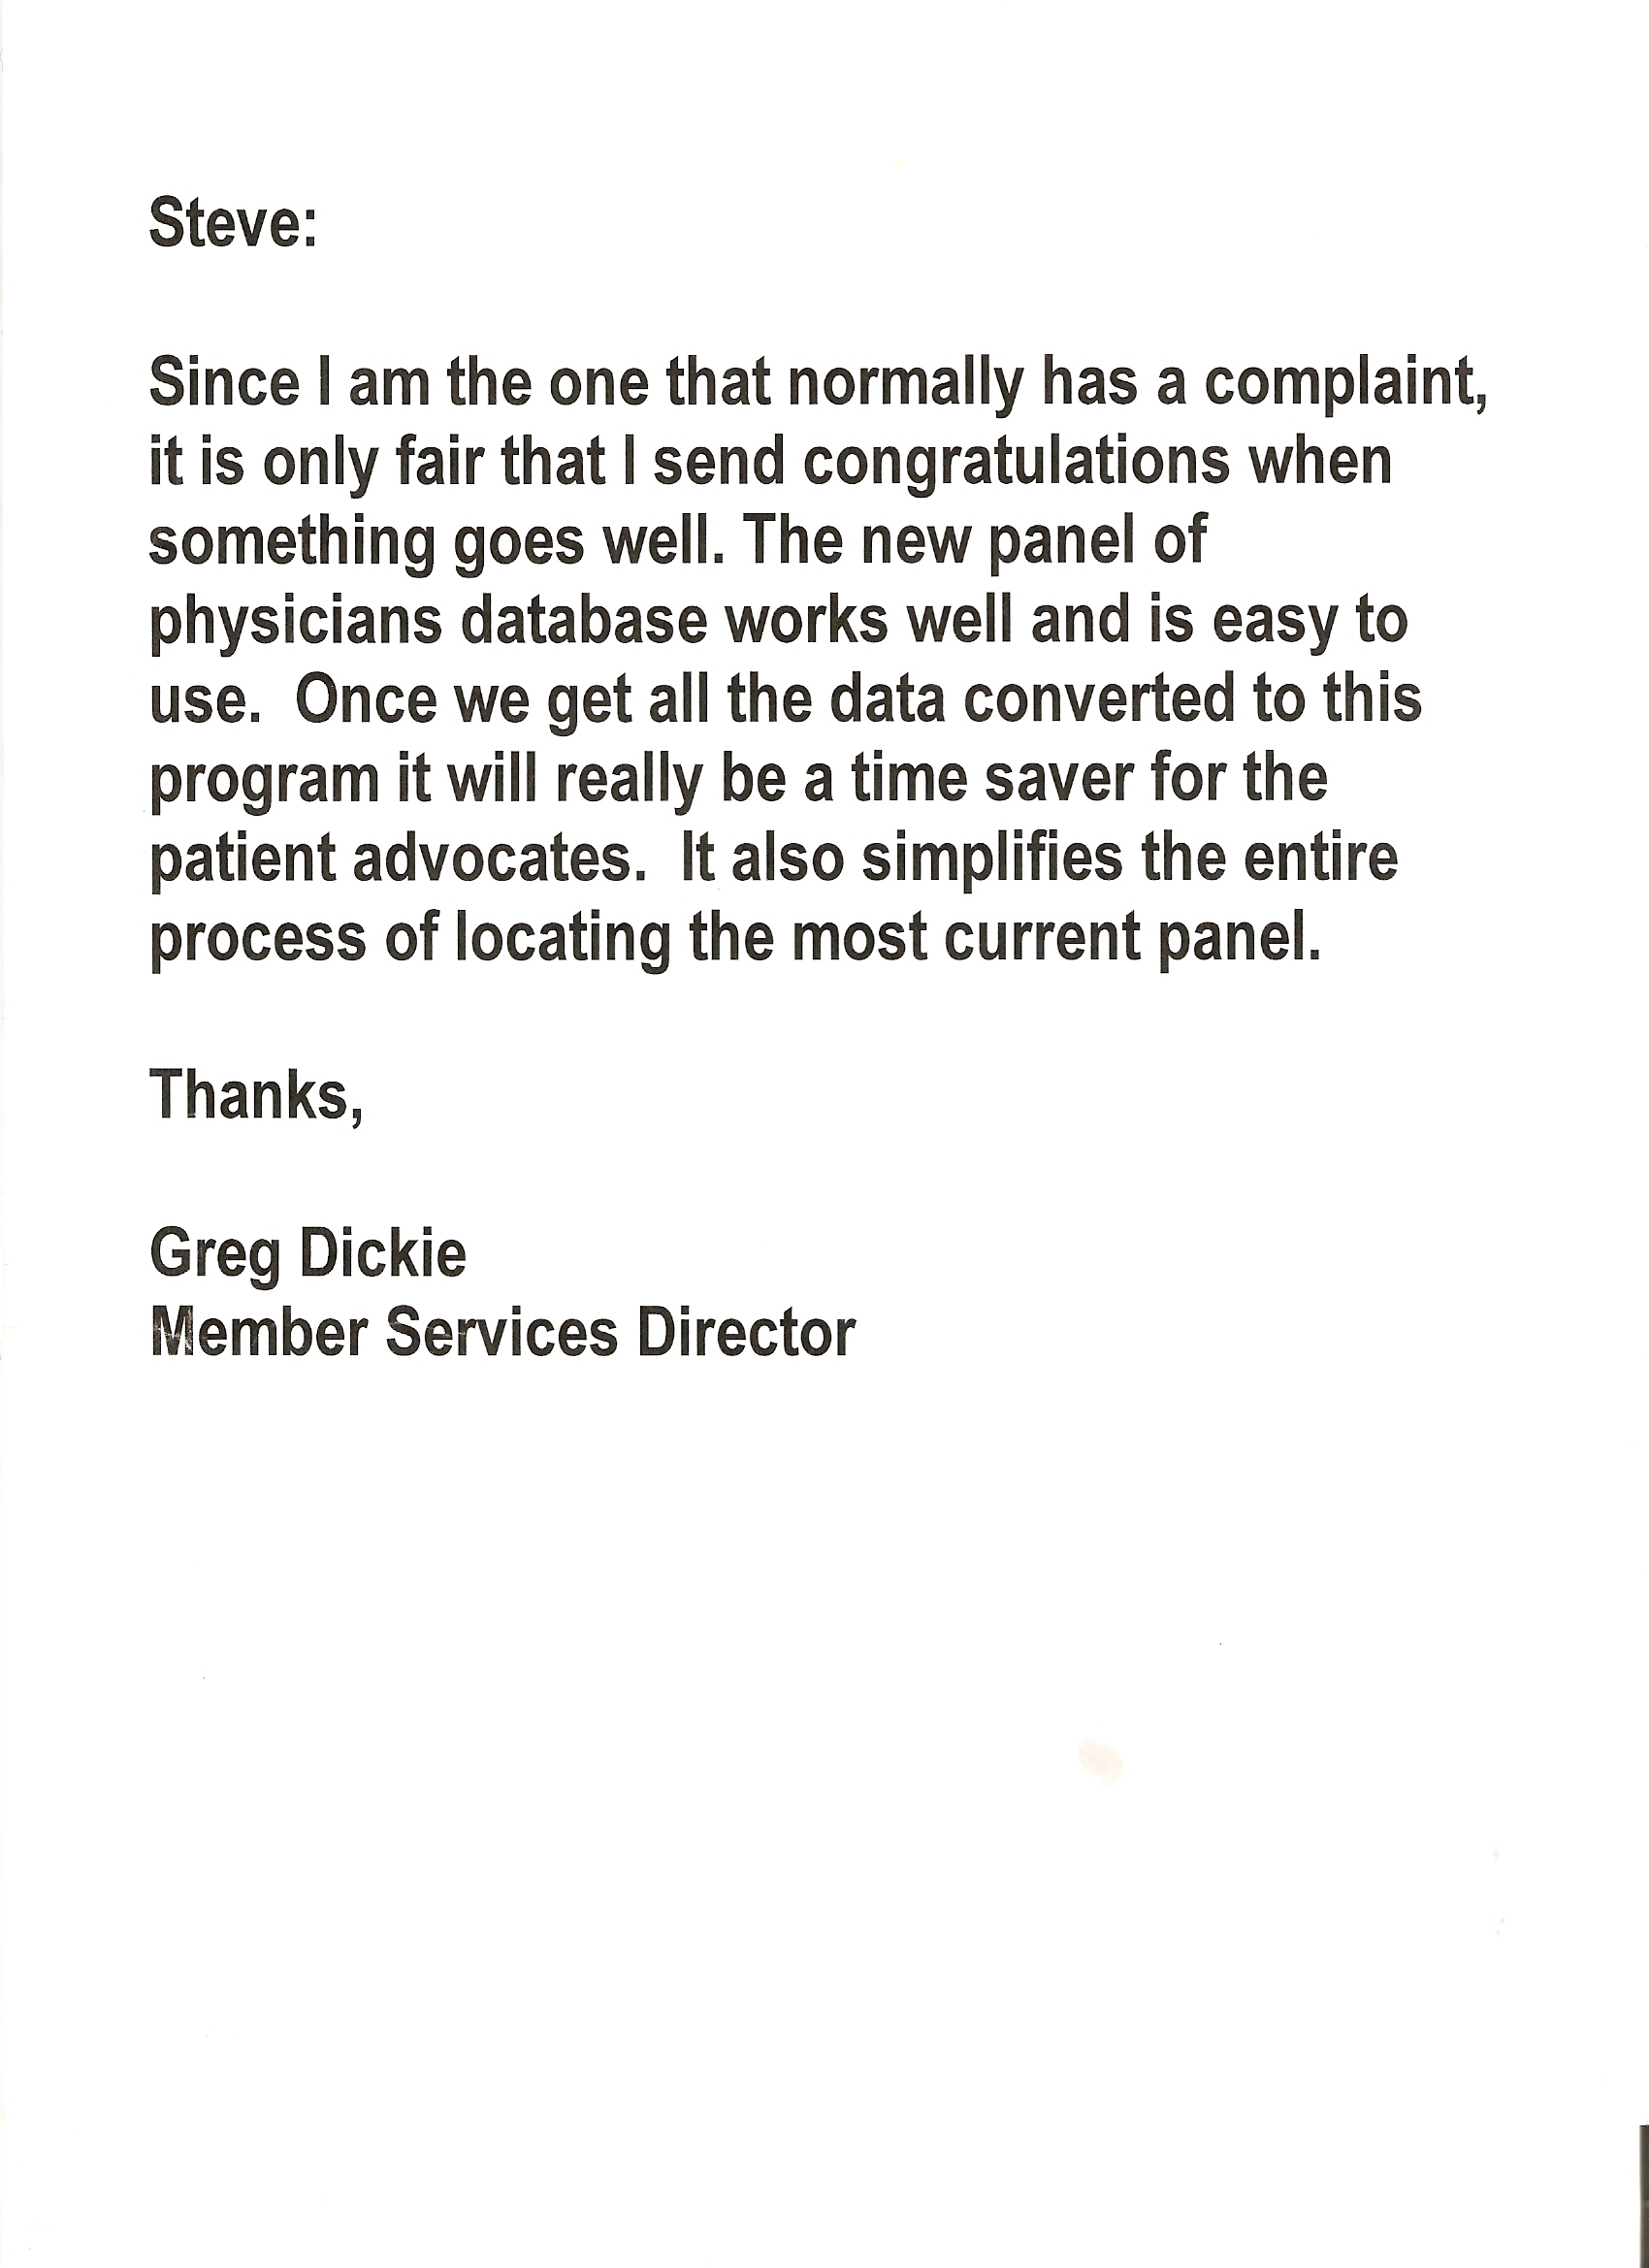 Steve:
Since I am the one that normally has a complaint,
it is only fair that I send congratulations when
something goes well. The new panel of
physicians database works well and is easy to
use.  Once we get all the data converted to this
program it will really be a time saver for the
patient advocates.  It also simplifies the entire
process of locating the most current panel.
Thanks,
Greg Dickie
Member Services Director